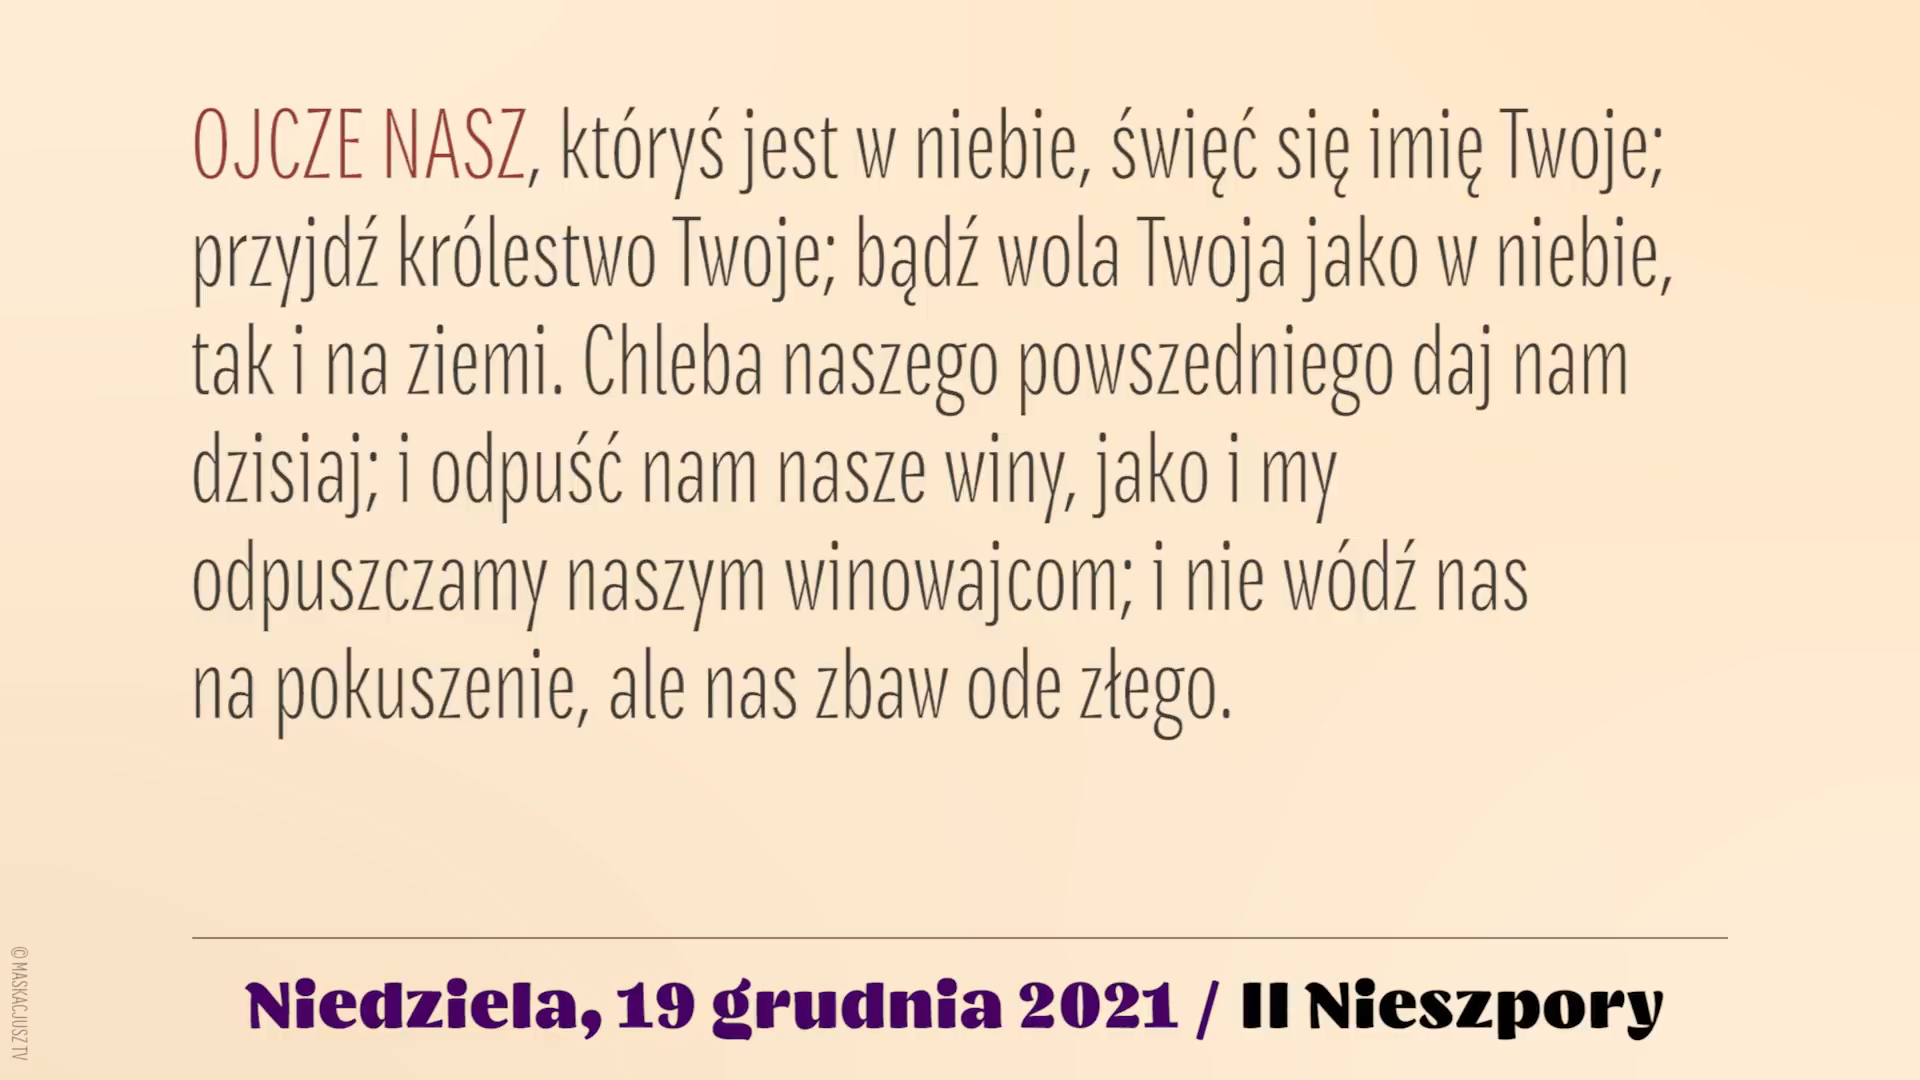 OJCZE NASZ, któryś jest w niebie, święć się imię Twoje;
przyjdź królestwo Twoje; bądź wola Twoja jako w niebie,
tak i na ziemi. Chleba naszego powszedniego daj nam
dzisiaj; i odpuść nam nasze winy, jako i my
odpuszczamy naszym winowajcom; i nie wódź nas
na pokuszenie, ale nas zbaw ode złego.
Niedziela, 19 grudnia 2021 / II Nieszpory
© MASKACJUSZ TV